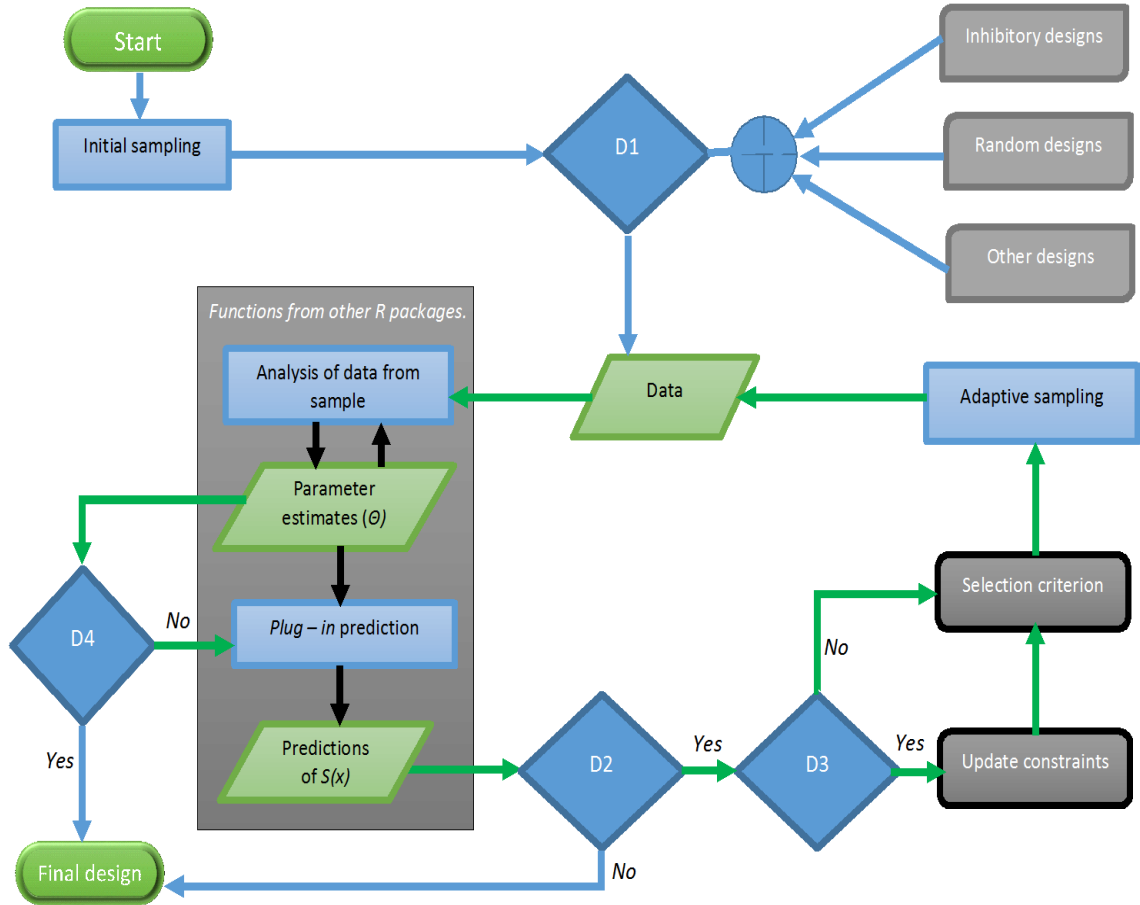 Start
Inhibitory designs
Initial sampling
D1
Random designs
Other designs
Functions from other R packages.
Analysis of data from
sample
Data
Adaptive sampling
Parameter
estimates (Θ)
Selection criterion
D4
No
Plug – in prediction
No
Predictions
of S(x)
D2
Yes
D3
Yes
Update constraints
Yes
Final design
No